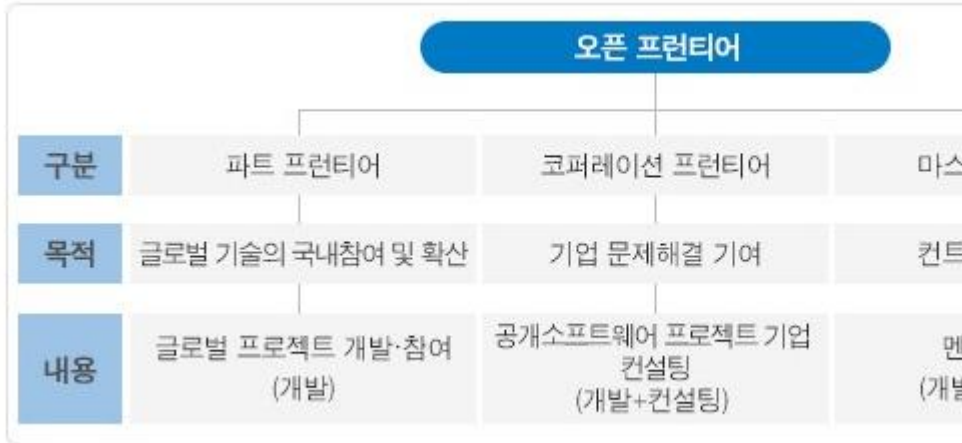 오픈 프런티어
구분 파트 프런티어 코퍼레이션 프런티어 마스
목적 글로벌 기술의 국내참여 및 확산 기업 문제해결 기여 컨트
내용 글로벌 프로젝트 개발·참여 공개소프트웨어 프로젝트 기업 멘
(개발) 컨설팅 (개발
(개발+컨설팅)